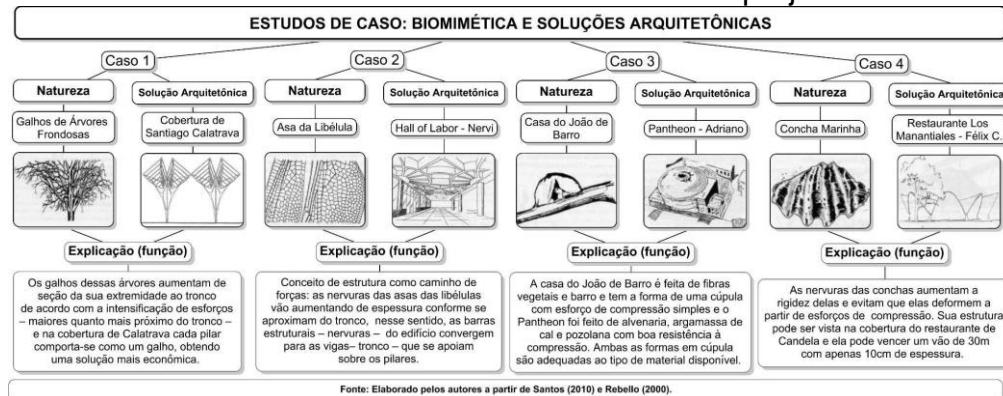 ESTUDOS DE CASO: BIOMIMÉTICA E SOLUÇÕES ARQUITETÔNICAS
Caso 1
Natureza
Solução Arquitetônica
Galhos de Árvores
Frondosas
Cobertura de
Santiago Calatrava
Explicação (função)
Os galhos dessas árvores aumentam de
seção da sua extremidade ao tronco
de acordo com a intensificação de esforços
– maiores quanto mais próximo do tronco –
e na cobertura de Calatrava cada pilar
comporta-se como um galho, obtendo
uma solução mais econômica.
Caso 2
Natureza
Solução Arquitetônica
Asa da Libélula
Hall of Labor - Nervi
Explicação (função)
Conceito de estrutura como caminho de
forças: as nervuras das asas das libélulas
vão aumentando de espessura conforme se
aproximam do tronco, nesse sentido, as barras
estruturais – nervuras – do edifício convergem
para as vigas– tronco – que se apoiam
sobre os pilares.
Caso 3
Natureza
Solução Arquitetônica
Casa do João de
Barro
Pantheon - Adriano
Explicação (função)
A casa do João de Barro é feita de fibras
vegetais e barro e tem a forma de uma cúpula
com esforço de compressão simples e o
Pantheon foi feito de alvenaria, argamassa de
cal e pozolana com boa resistência à
compressão. Ambas as formas em cúpula
são adequadas ao tipo de material disponível.
Caso 4
Natureza
Solução Arquitetônica
Concha Marinha
Restaurante Los
Manantiales - Félix C.
Explicação (função)
As nervuras das conchas aumentam a
rigidez delas e evitam que elas deformem a
partir de esforços de compressão. Sua estrutura
pode ser vista na cobertura do restaurante de
Candela e ela pode vencer um vão de 30m
com apenas 10cm de espessura.
Fonte: Elaborado pelos autores a partir de Santos (2010) e Rebello (2000).